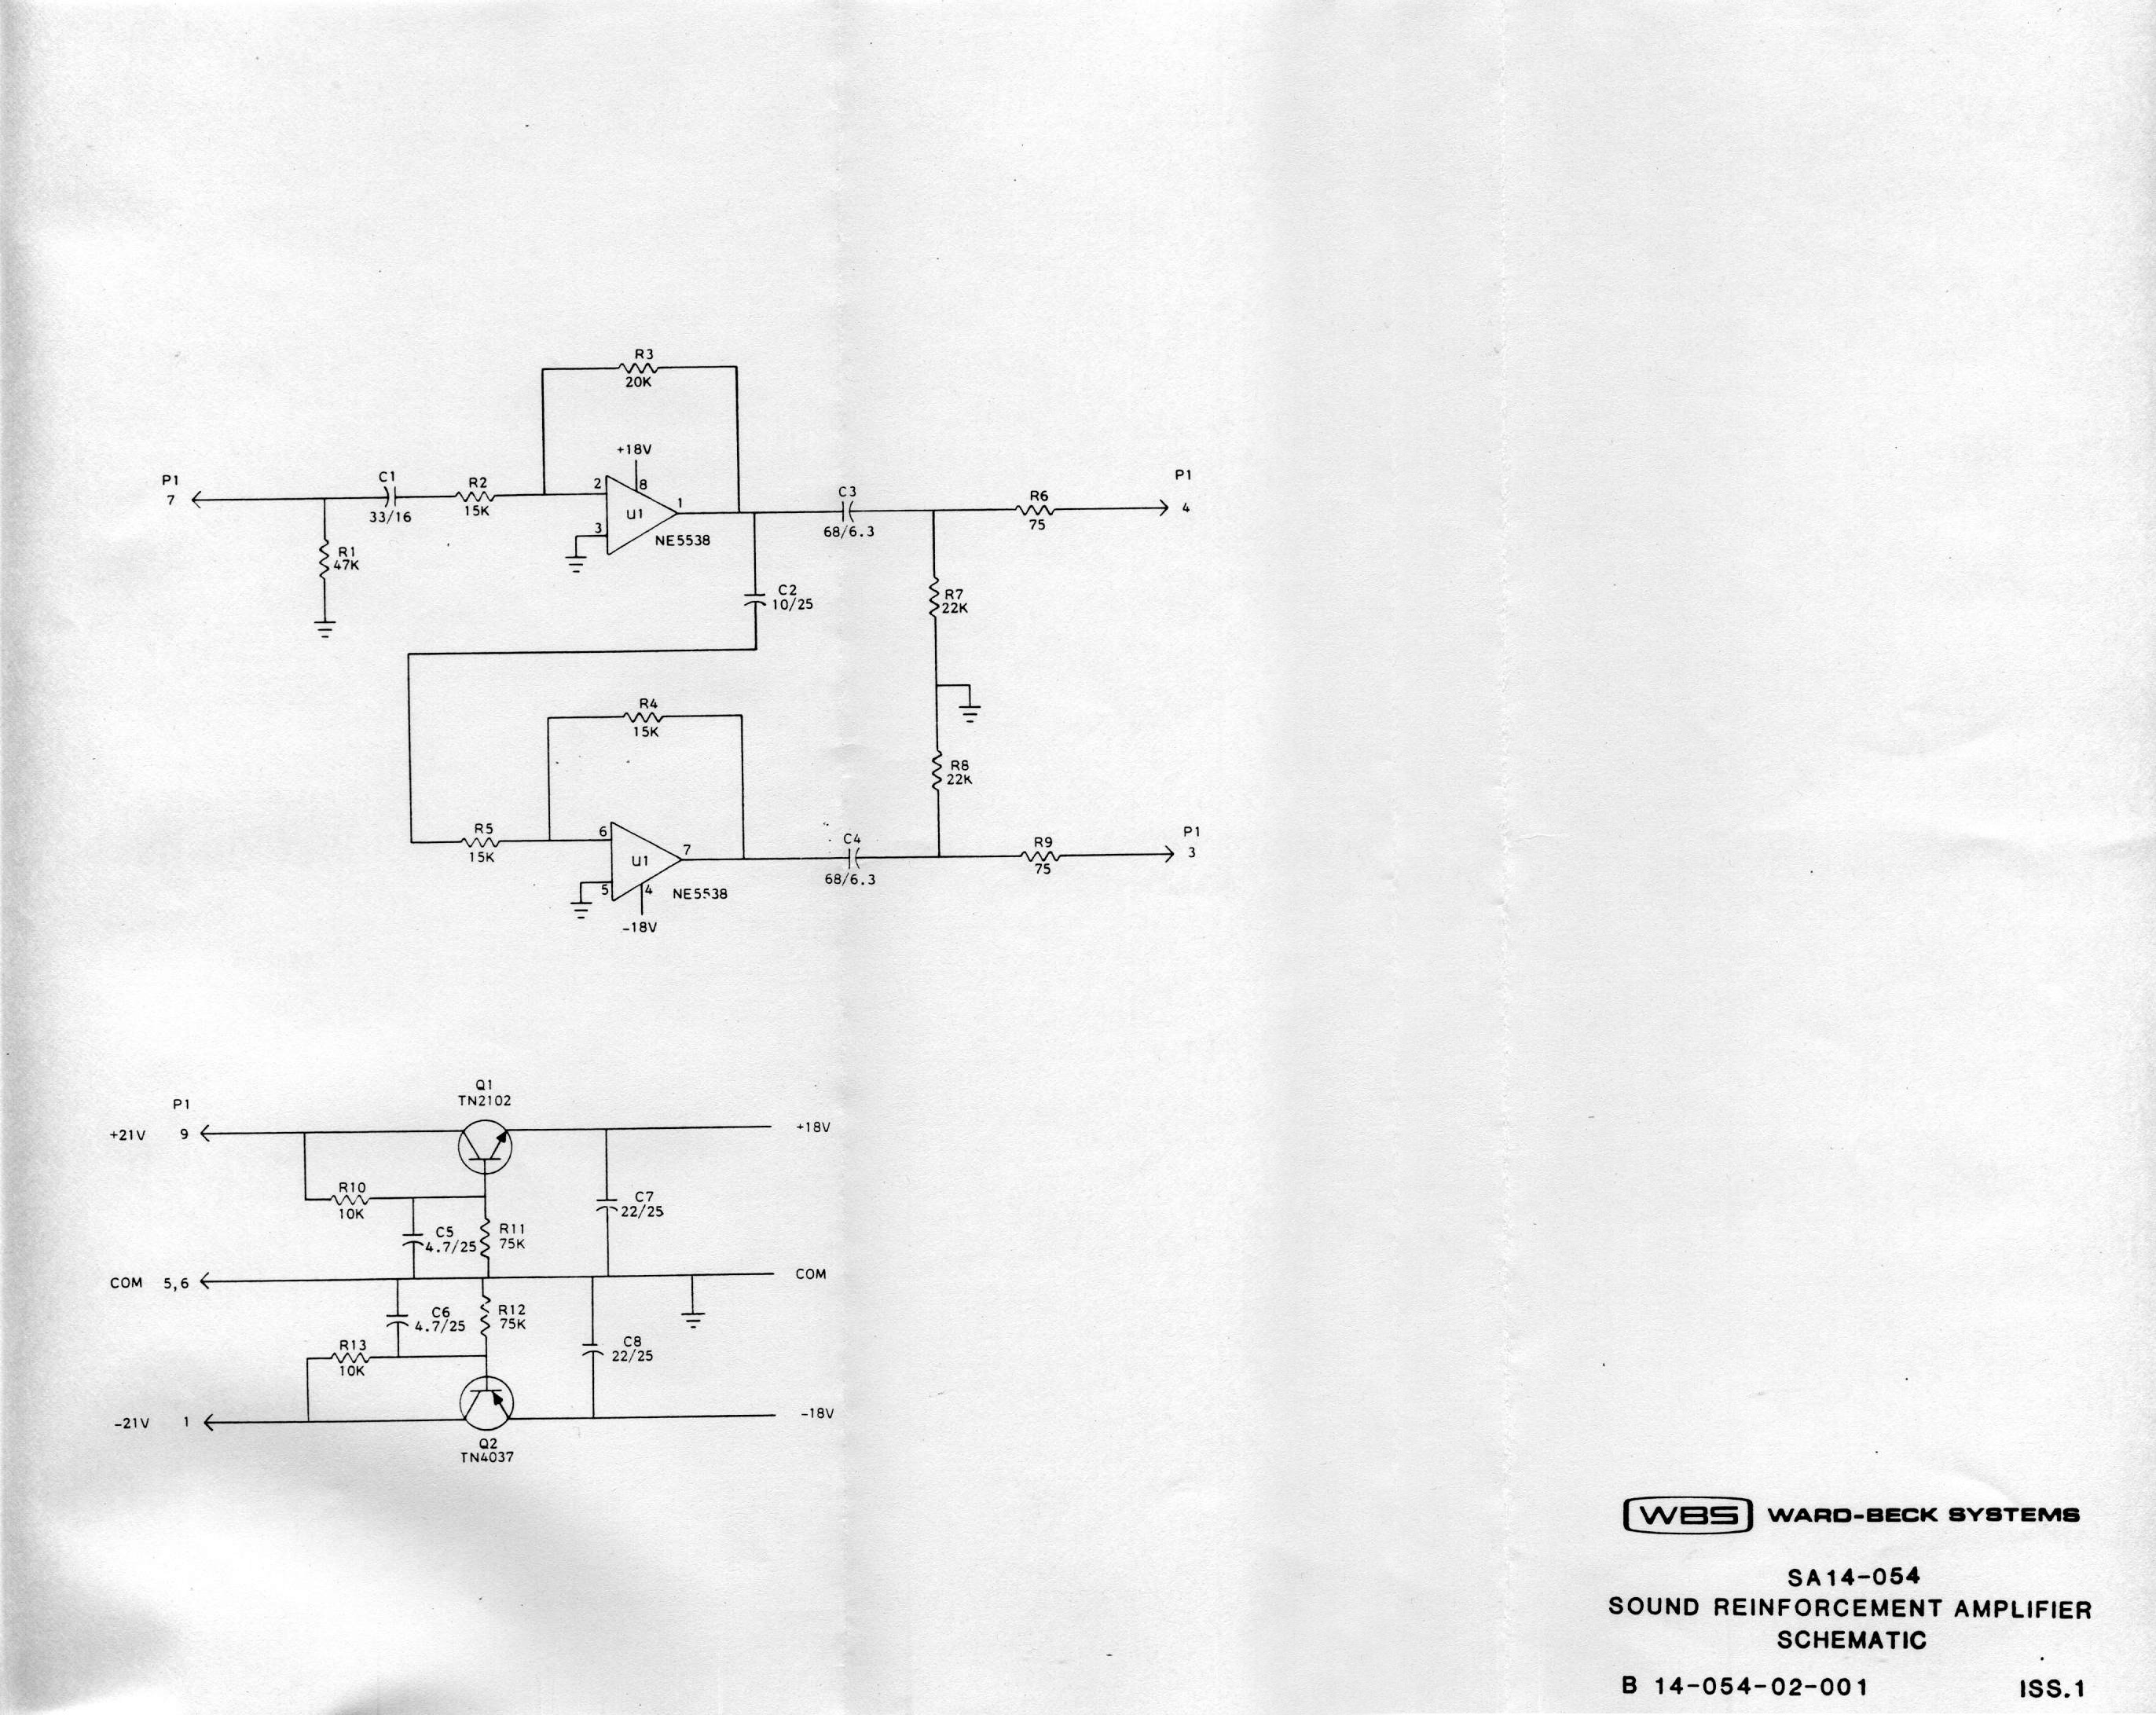 R3
20K
+18V
P1
7
C1
33/16
R2
15K
2
8
1
U1
3
NE5538
C3
68/6.3
R6
75
P1
4
R1
47K
C2
10/25
R7
22K
R4
15K
R8
22K
R5
15K
6
7
U1
5
4
NE5538
-18V
C4
68/6.3
R9
75
P1
3
Q1
TN2102
P1
+21V 9
+18V
R10
10K
C5
4.7/25
R11
75K
C7
22/25
COM 5,6
COM
C6
4.7/25
R12
75K
R13
10K
C8
22/25
-21V 1
-18V
Q2
TN4037
WBS WARD-BECK SYSTEMS
SA14-054
SOUND REINFORCEMENT AMPLIFIER
SCHEMATIC
B 14-054-02-001 ISS.1